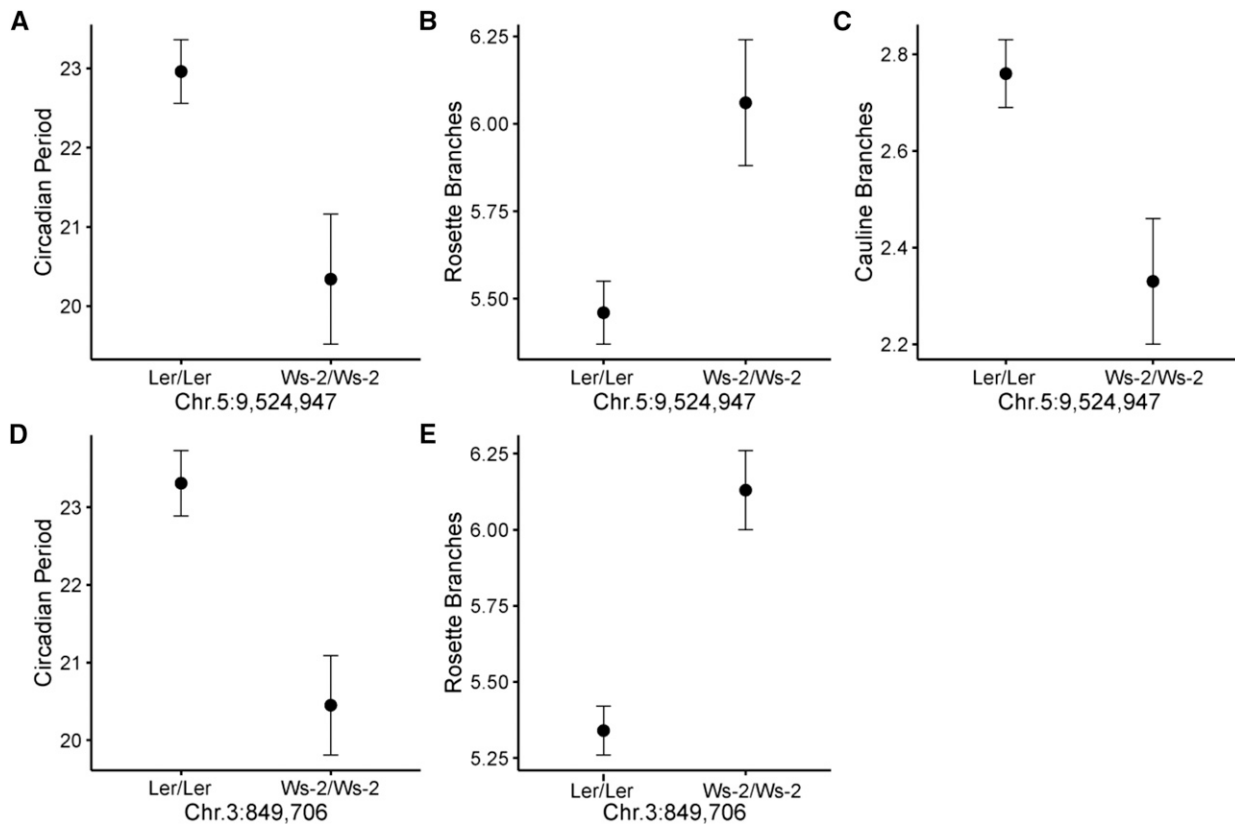 A
Circadian Period
23
22
21
20
Ler/Ler Ws-2/Ws-2
Chr.5:9,524,947
B
Rosette Branches
6.25
6.00
5.75
5.50
Ler/Ler Ws-2/Ws-2
Chr.5:9,524,947
C
Cauline Branches
2.8
2.6
2.4
2.2
Ler/Ler Ws-2/Ws-2
Chr.5:9,524,947
D
Circadian Period
23
22
21
20
Ler/Ler Ws-2/Ws-2
Chr.3:849,706
E
Rosette Branches
6.25
6.00
5.75
5.50
5.25
Ler/Ler Ws-2/Ws-2
Chr.3:849,706